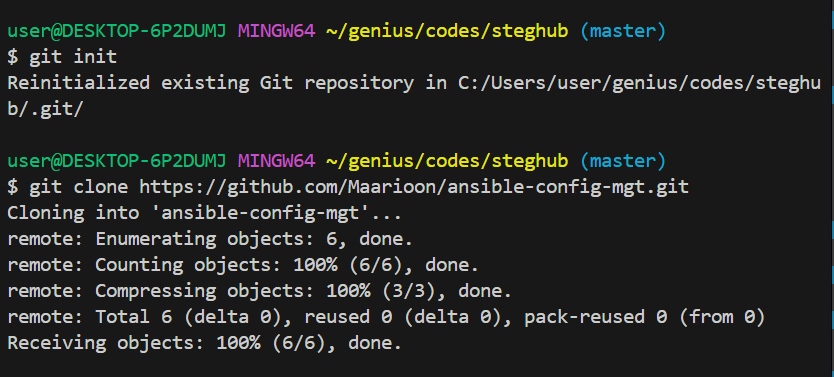 user@DESKTOP-6P2DUMJ MINGW64 ~/genius/codes/steghub (master)
$ git init
Reinitialized existing Git repository in C:/Users/user/genius/codes/steghu
b/.git/
user@DESKTOP-6P2DUMJ MINGW64 ~/genius/codes/steghub (master)
$ git clone https://github.com/Maarioon/ansible-config-mgt.git
Cloning into 'ansible-config-mgt'...
remote: Enumerating objects: 6, done.
remote: Counting objects: 100% (6/6), done.
remote: Compressing objects: 100% (3/3), done.
remote: Total 6 (delta 0), reused 0 (delta 0), pack-reused 0 (from 0)
Receiving objects: 100% (6/6), done.